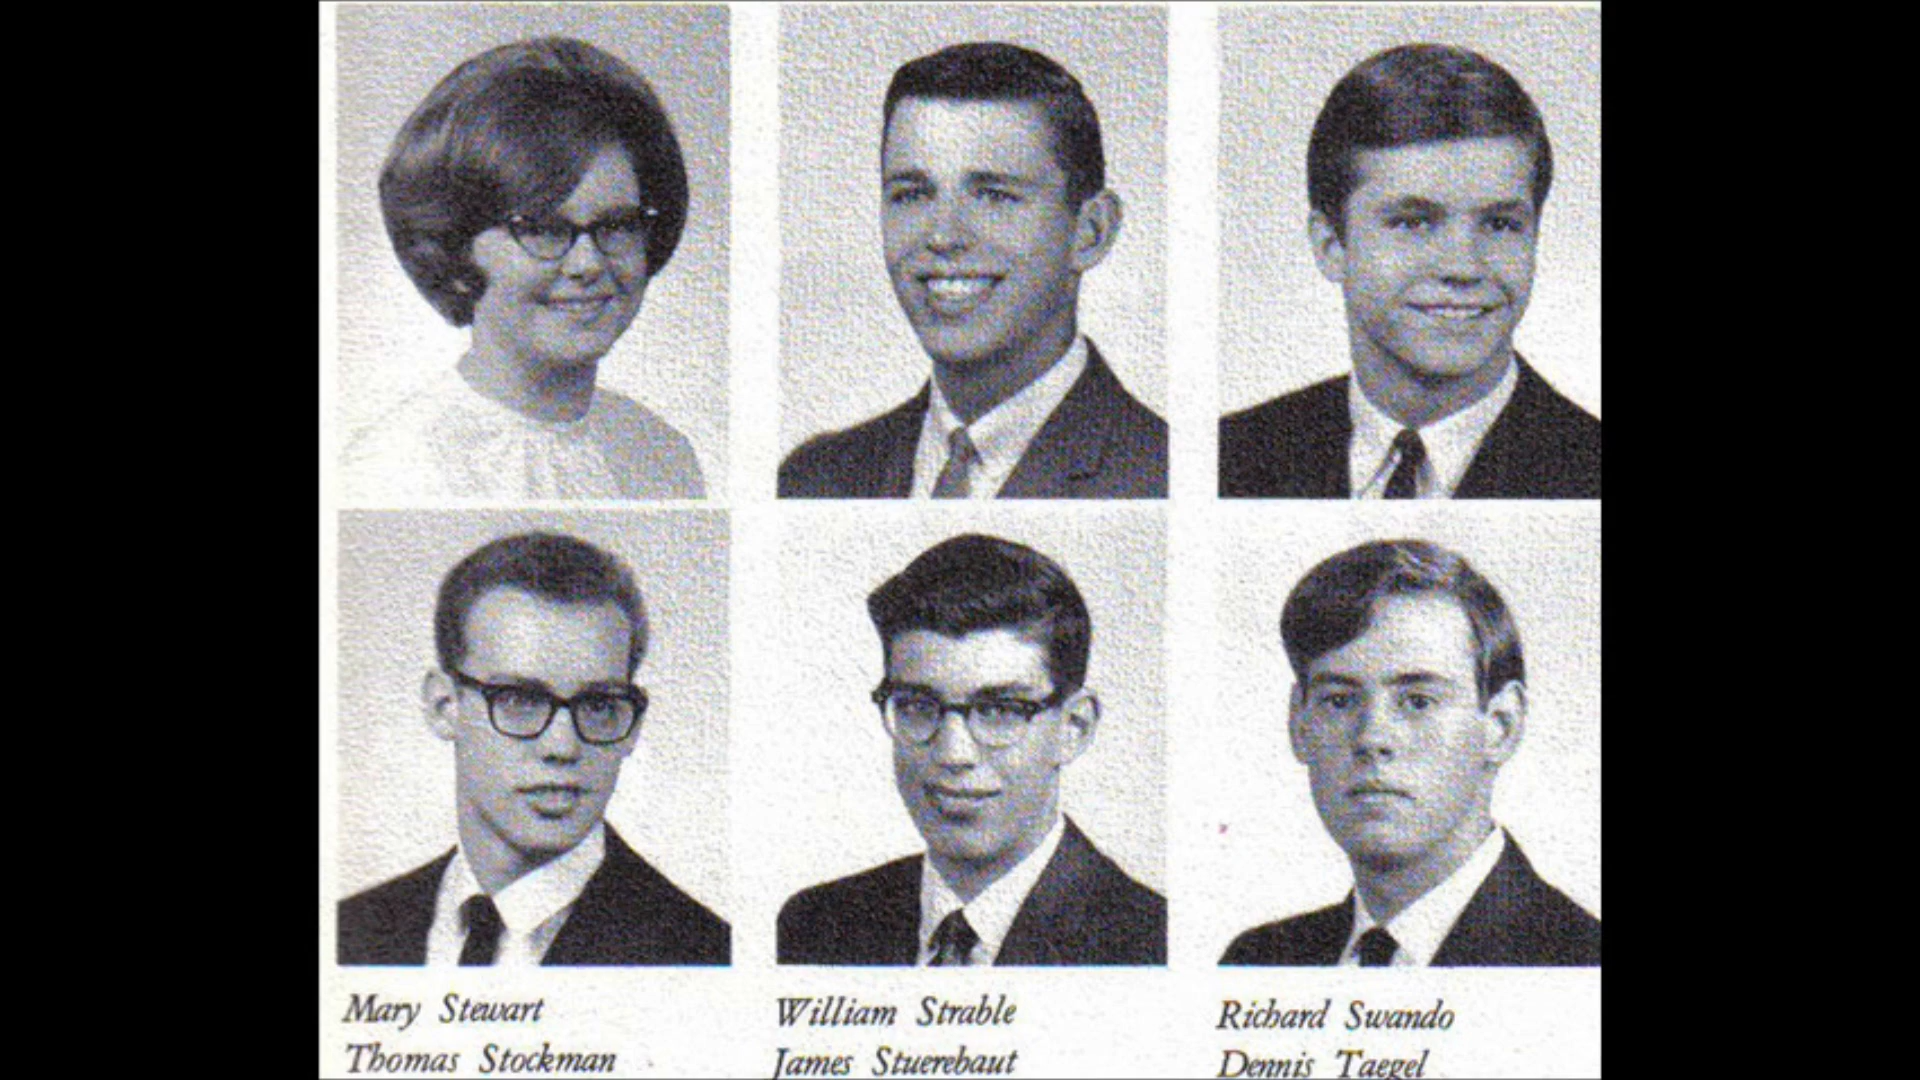 Mary Stewart William Strable Richard Swando
Thomas Stockman James Stuerebaut Dennis Taegel